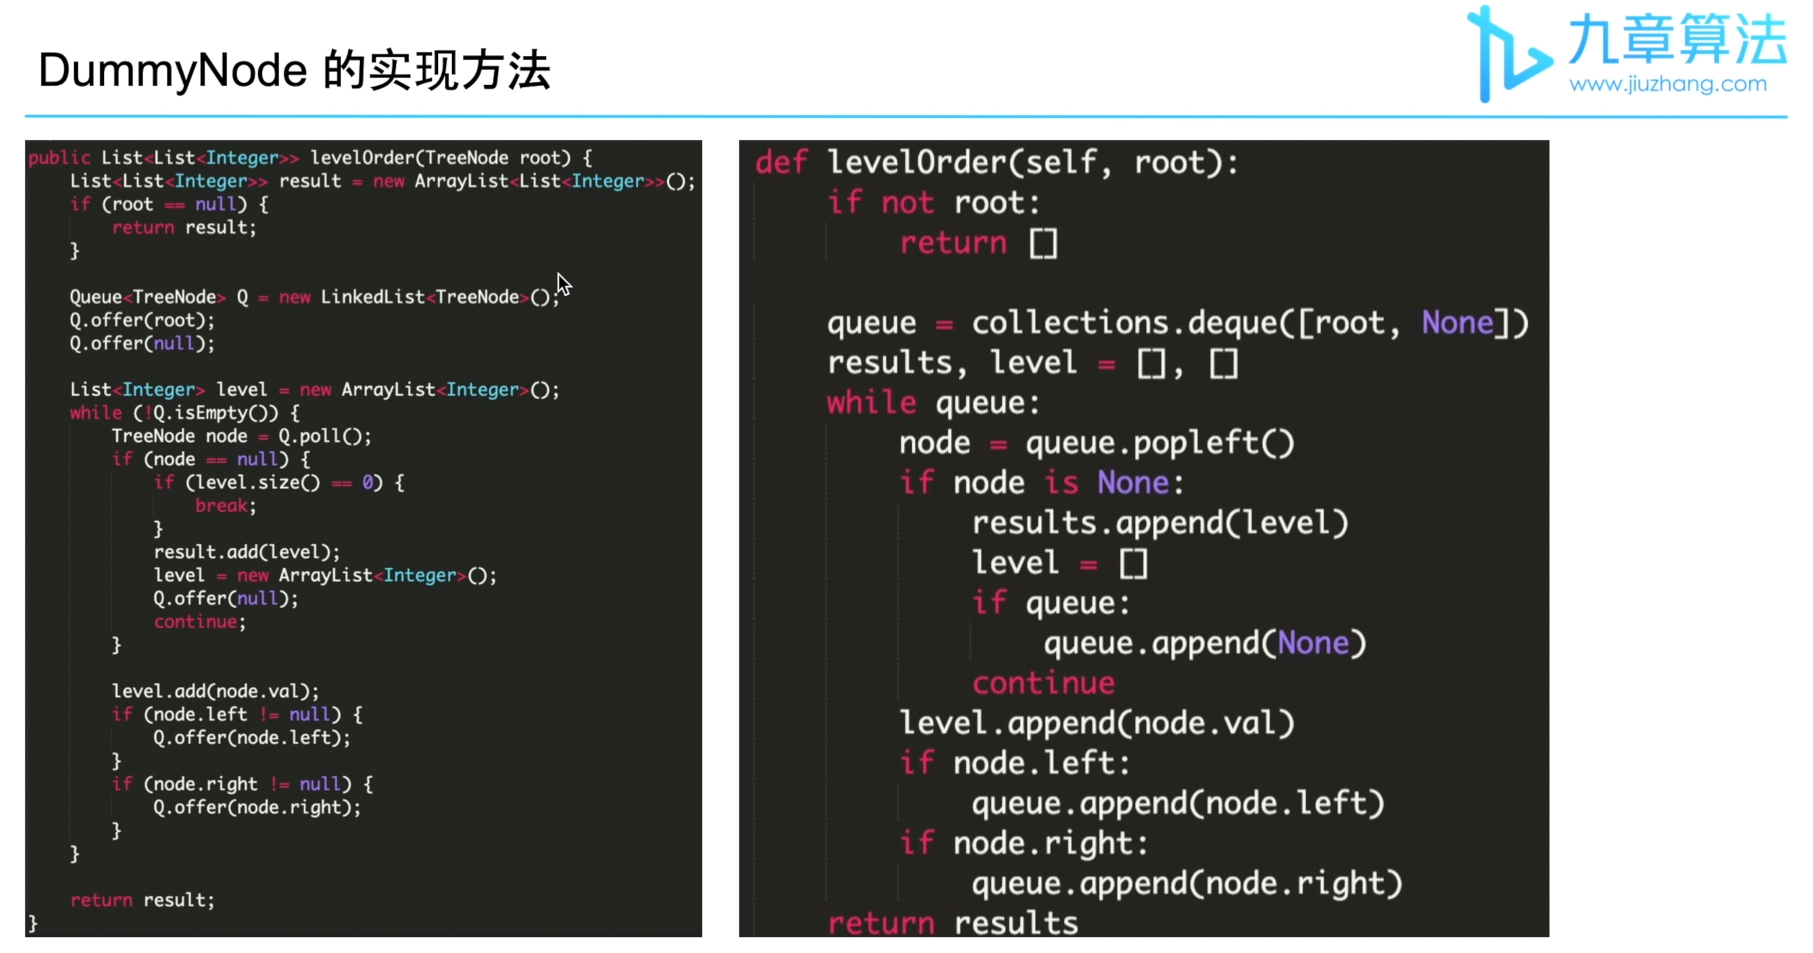 DummyNode 的实现方法
九章算法
www.jiuzhang.com
public List<List<Integer>> levelOrder(TreeNode root) {
    List<List<Integer>> result = new ArrayList<List<Integer>>();
    if (root == null) {
        return result;
    }

    Queue<TreeNode> Q = new LinkedList<TreeNode>();
    Q.offer(root);
    Q.offer(null);

    List<Integer> level = new ArrayList<Integer>();
    while (!Q.isEmpty()) {
        TreeNode node = Q.poll();
        if (node == null) {
            if (level.size() == 0) {
                break;
            }
            result.add(level);
            level = new ArrayList<Integer>();
            Q.offer(null);
            continue;
        }

        level.add(node.val);
        if (node.left != null) {
            Q.offer(node.left);
        }
        if (node.right != null) {
            Q.offer(node.right);
        }
    }

    return result;
}
def levelOrder(self, root):
    if not root:
        return []

    queue = collections.deque([root, None])
    results, level = [], []
    while queue:
        node = queue.popleft()
        if node is None:
            results.append(level)
            level = []
            if queue:
                queue.append(None)
            continue
        level.append(node.val)
        if node.left:
            queue.append(node.left)
        if node.right:
            queue.append(node.right)
    return results